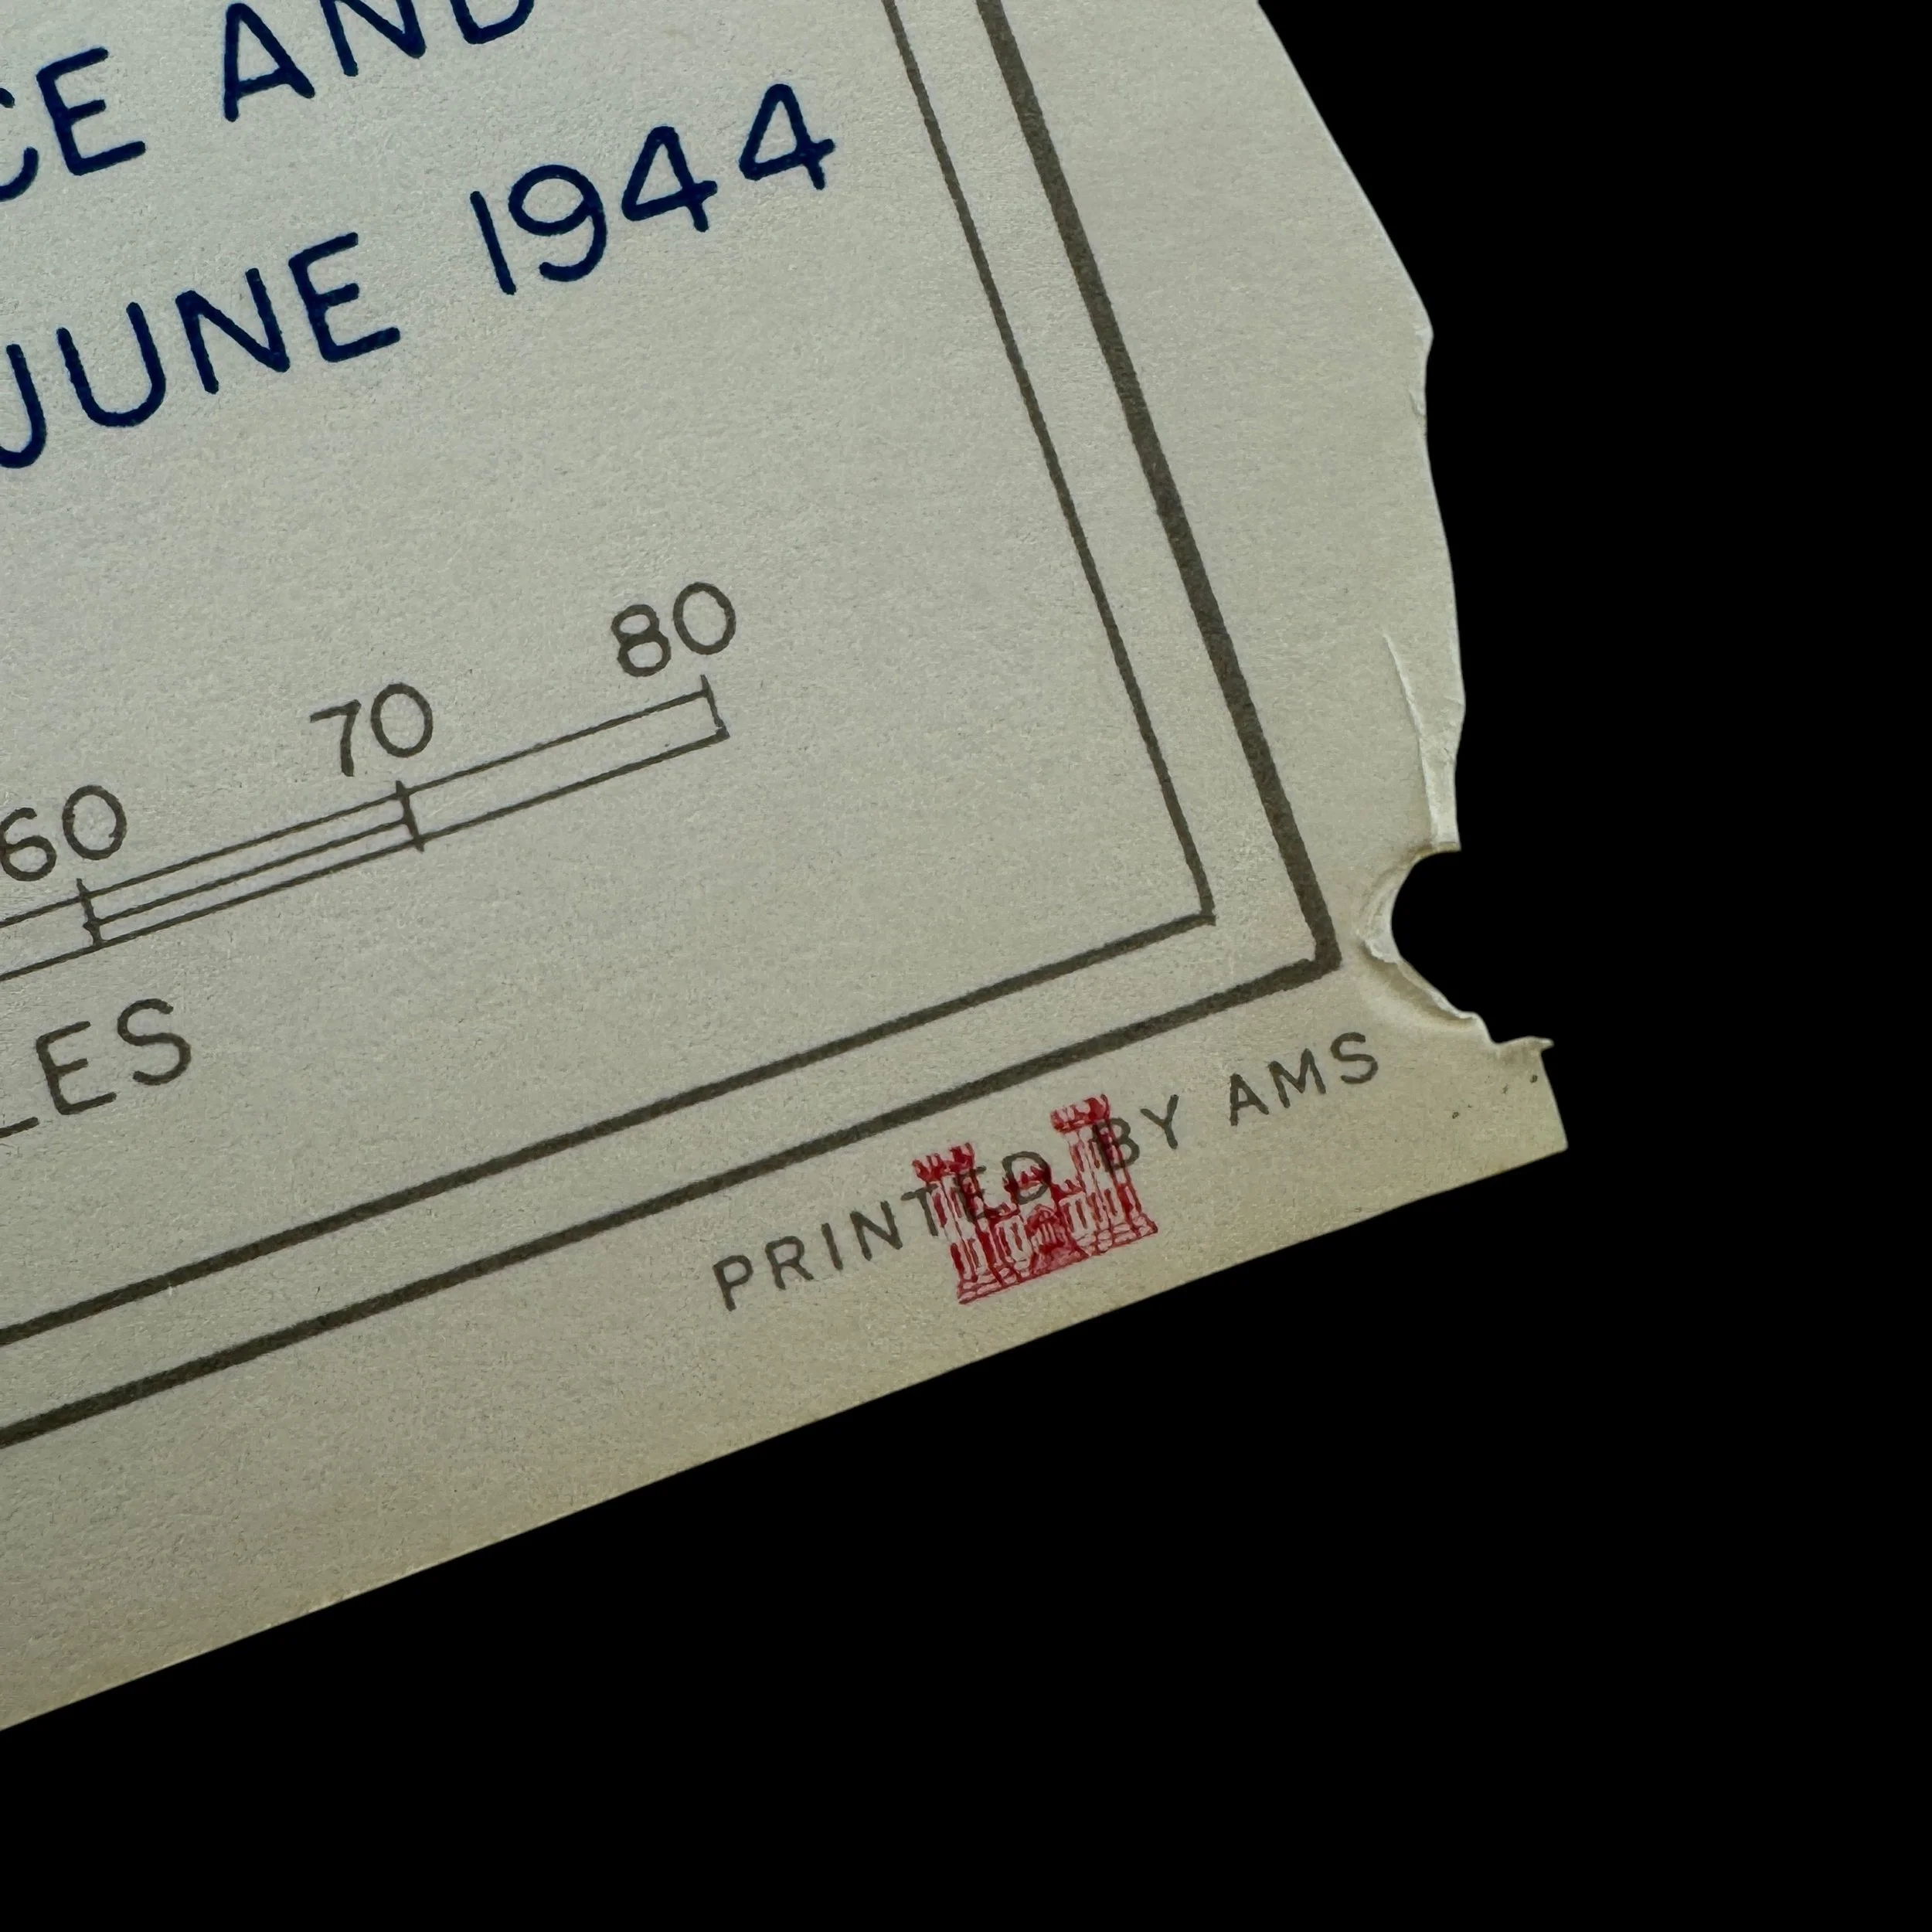 CE AND
JUNE 1944
60 70 80
LES
PRINTED BY AMS